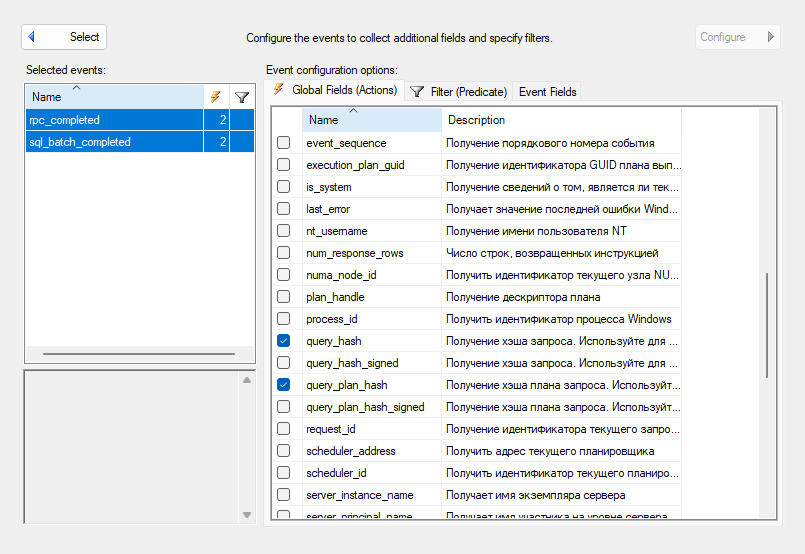 Select
Configure the events to collect additional fields and specify filters.
Configure
Selected events:
Event configuration options:
Name
rpc_completed 2
sql_batch_completed 2
Global Fields (Actions) Filter (Predicate) Event Fields
Name Description
event_sequence Получение порядкового номера события
execution_plan_guid Получение идентификатора GUID плана вып...
is_system Получение сведений о том, является ли тек...
last_error Получает значение последней ошибки Wind...
nt_username Получение имени пользователя NT
num_response_rows Число строк, возвращенных инструкцией
numa_node_id Получить идентификатор текущего узла NU...
plan_handle Получение дескриптора плана
process_id Получить идентификатор процесса Windows
query_hash Получение хэша запроса. Используйте для ...
query_hash_signed Получение хэша запроса. Используйте для ...
query_plan_hash Получение хэша плана запроса. Используйт...
query_plan_hash_signed Получение хэша плана запроса. Используйт...
request_id Получение идентификатора текущего запро...
scheduler_address Получить адрес текущего планировщика
scheduler_id Получить идентификатор текущего планиро...
server_instance_name Получает имя экземпляра сервера
server_principal_name Получает имя участника на уровне сервера